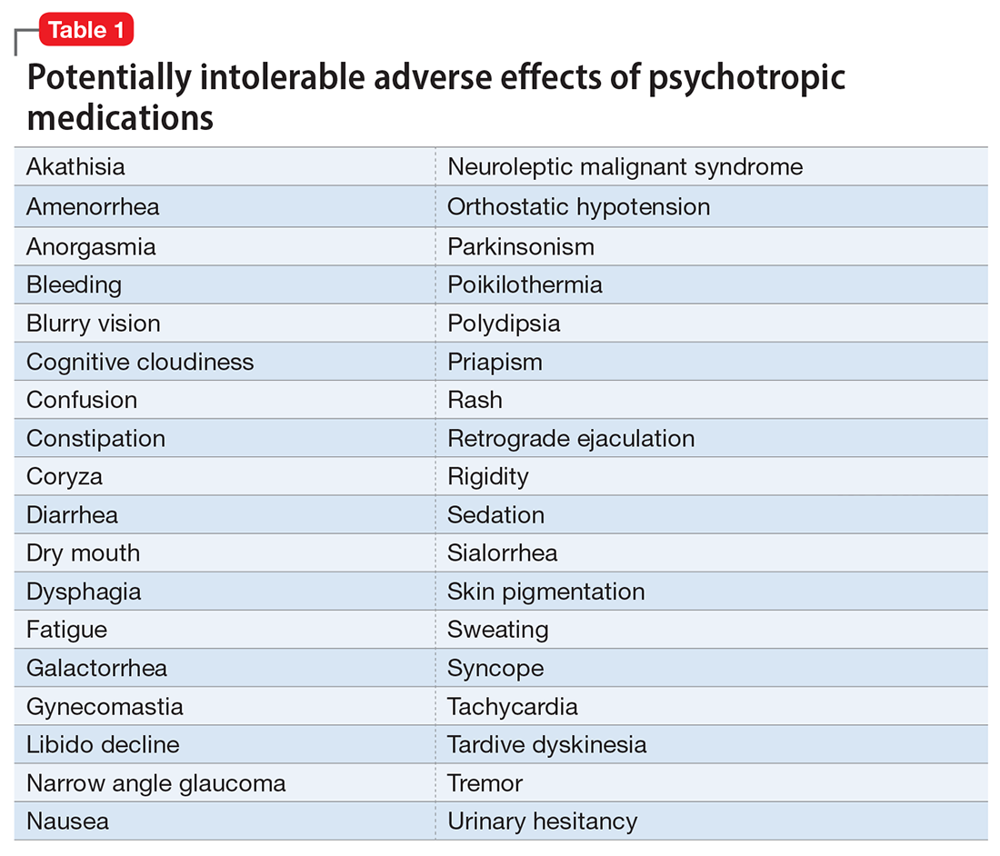 Table 1
Potentially intolerable adverse effects of psychotropic
medications
Akathisia
Neuroleptic malignant syndrome
Amenorrhea
Orthostatic hypotension
Anorgasmia
Parkinsonism
Bleeding
Poikilothermia
Blurry vision
Polydipsia
Cognitive cloudiness
Priapism
Confusion
Rash
Constipation
Retrograde ejaculation
Coryza
Rigidity
Diarrhea
Sedation
Dry mouth
Sialorrhea
Dysphagia
Skin pigmentation
Fatigue
Sweating
Galactorrhea
Syncope
Gynecomastia
Tachycardia
Libido decline
Tardive dyskinesia
Narrow angle glaucoma
Tremor
Nausea
Urinary hesitancy